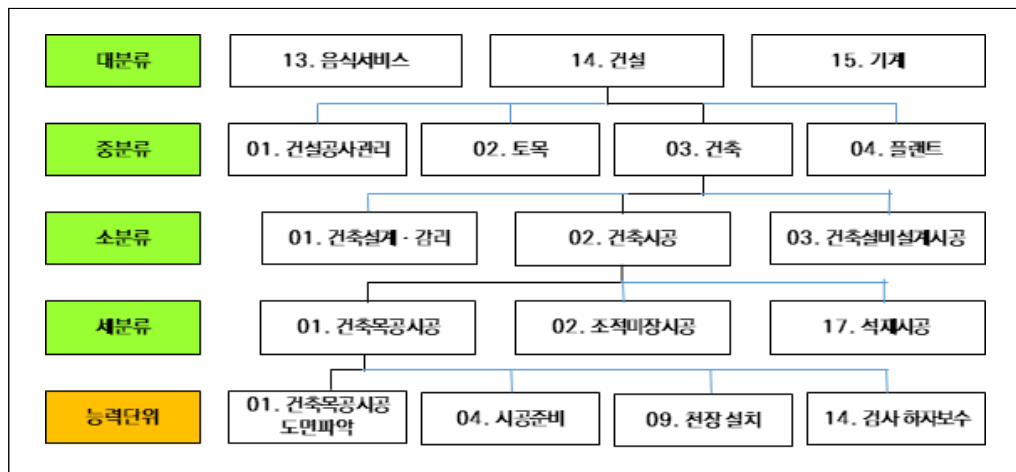 대분류
13. 음식서비스
14. 건설
15. 기계
중분류
01. 건설공사관리
02. 토목
03. 건축
04. 플랜트
소분류
01. 건축설계 · 감리
02. 건축시공
03. 건축설비설계시공
세분류
01. 건축목공시공
02. 조적미장시공
17. 석재시공
능력단위
01. 건축목공시공
도면파악
04. 시공준비
09. 천장 설치
14. 검사 하자보수